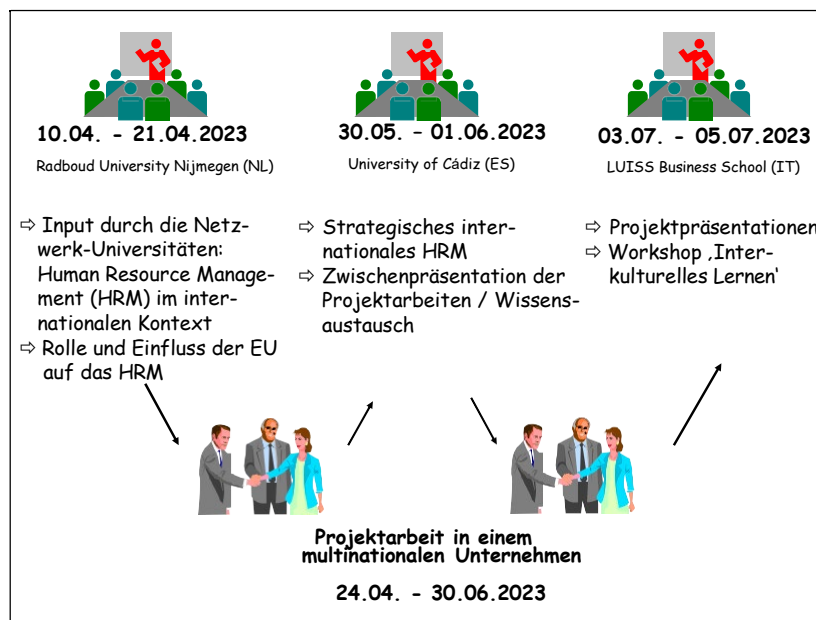 10.04. - 21.04.2023
Radboud University Nijmegen (NL)
⇨ Input durch die Netz-
werk-Universitäten:
Human Resource Manage-
ment (HRM) im inter-
nationalen Kontext
⇨ Rolle und Einfluss der EU
auf das HRM
30.05. - 01.06.2023
University of Cádiz (ES)
⇨ Strategisches inter-
nationales HRM
⇨ Zwischenpräsentation der
Projektarbeiten / Wissens-
austausch
03.07. - 05.07.2023
LUISS Business School (IT)
⇨ Projektpräsentationen
⇨ Workshop ‚Inter-
kulturelles Lernen‘
Projektarbeit in einem
multinationalen Unternehmen
24.04. - 30.06.2023